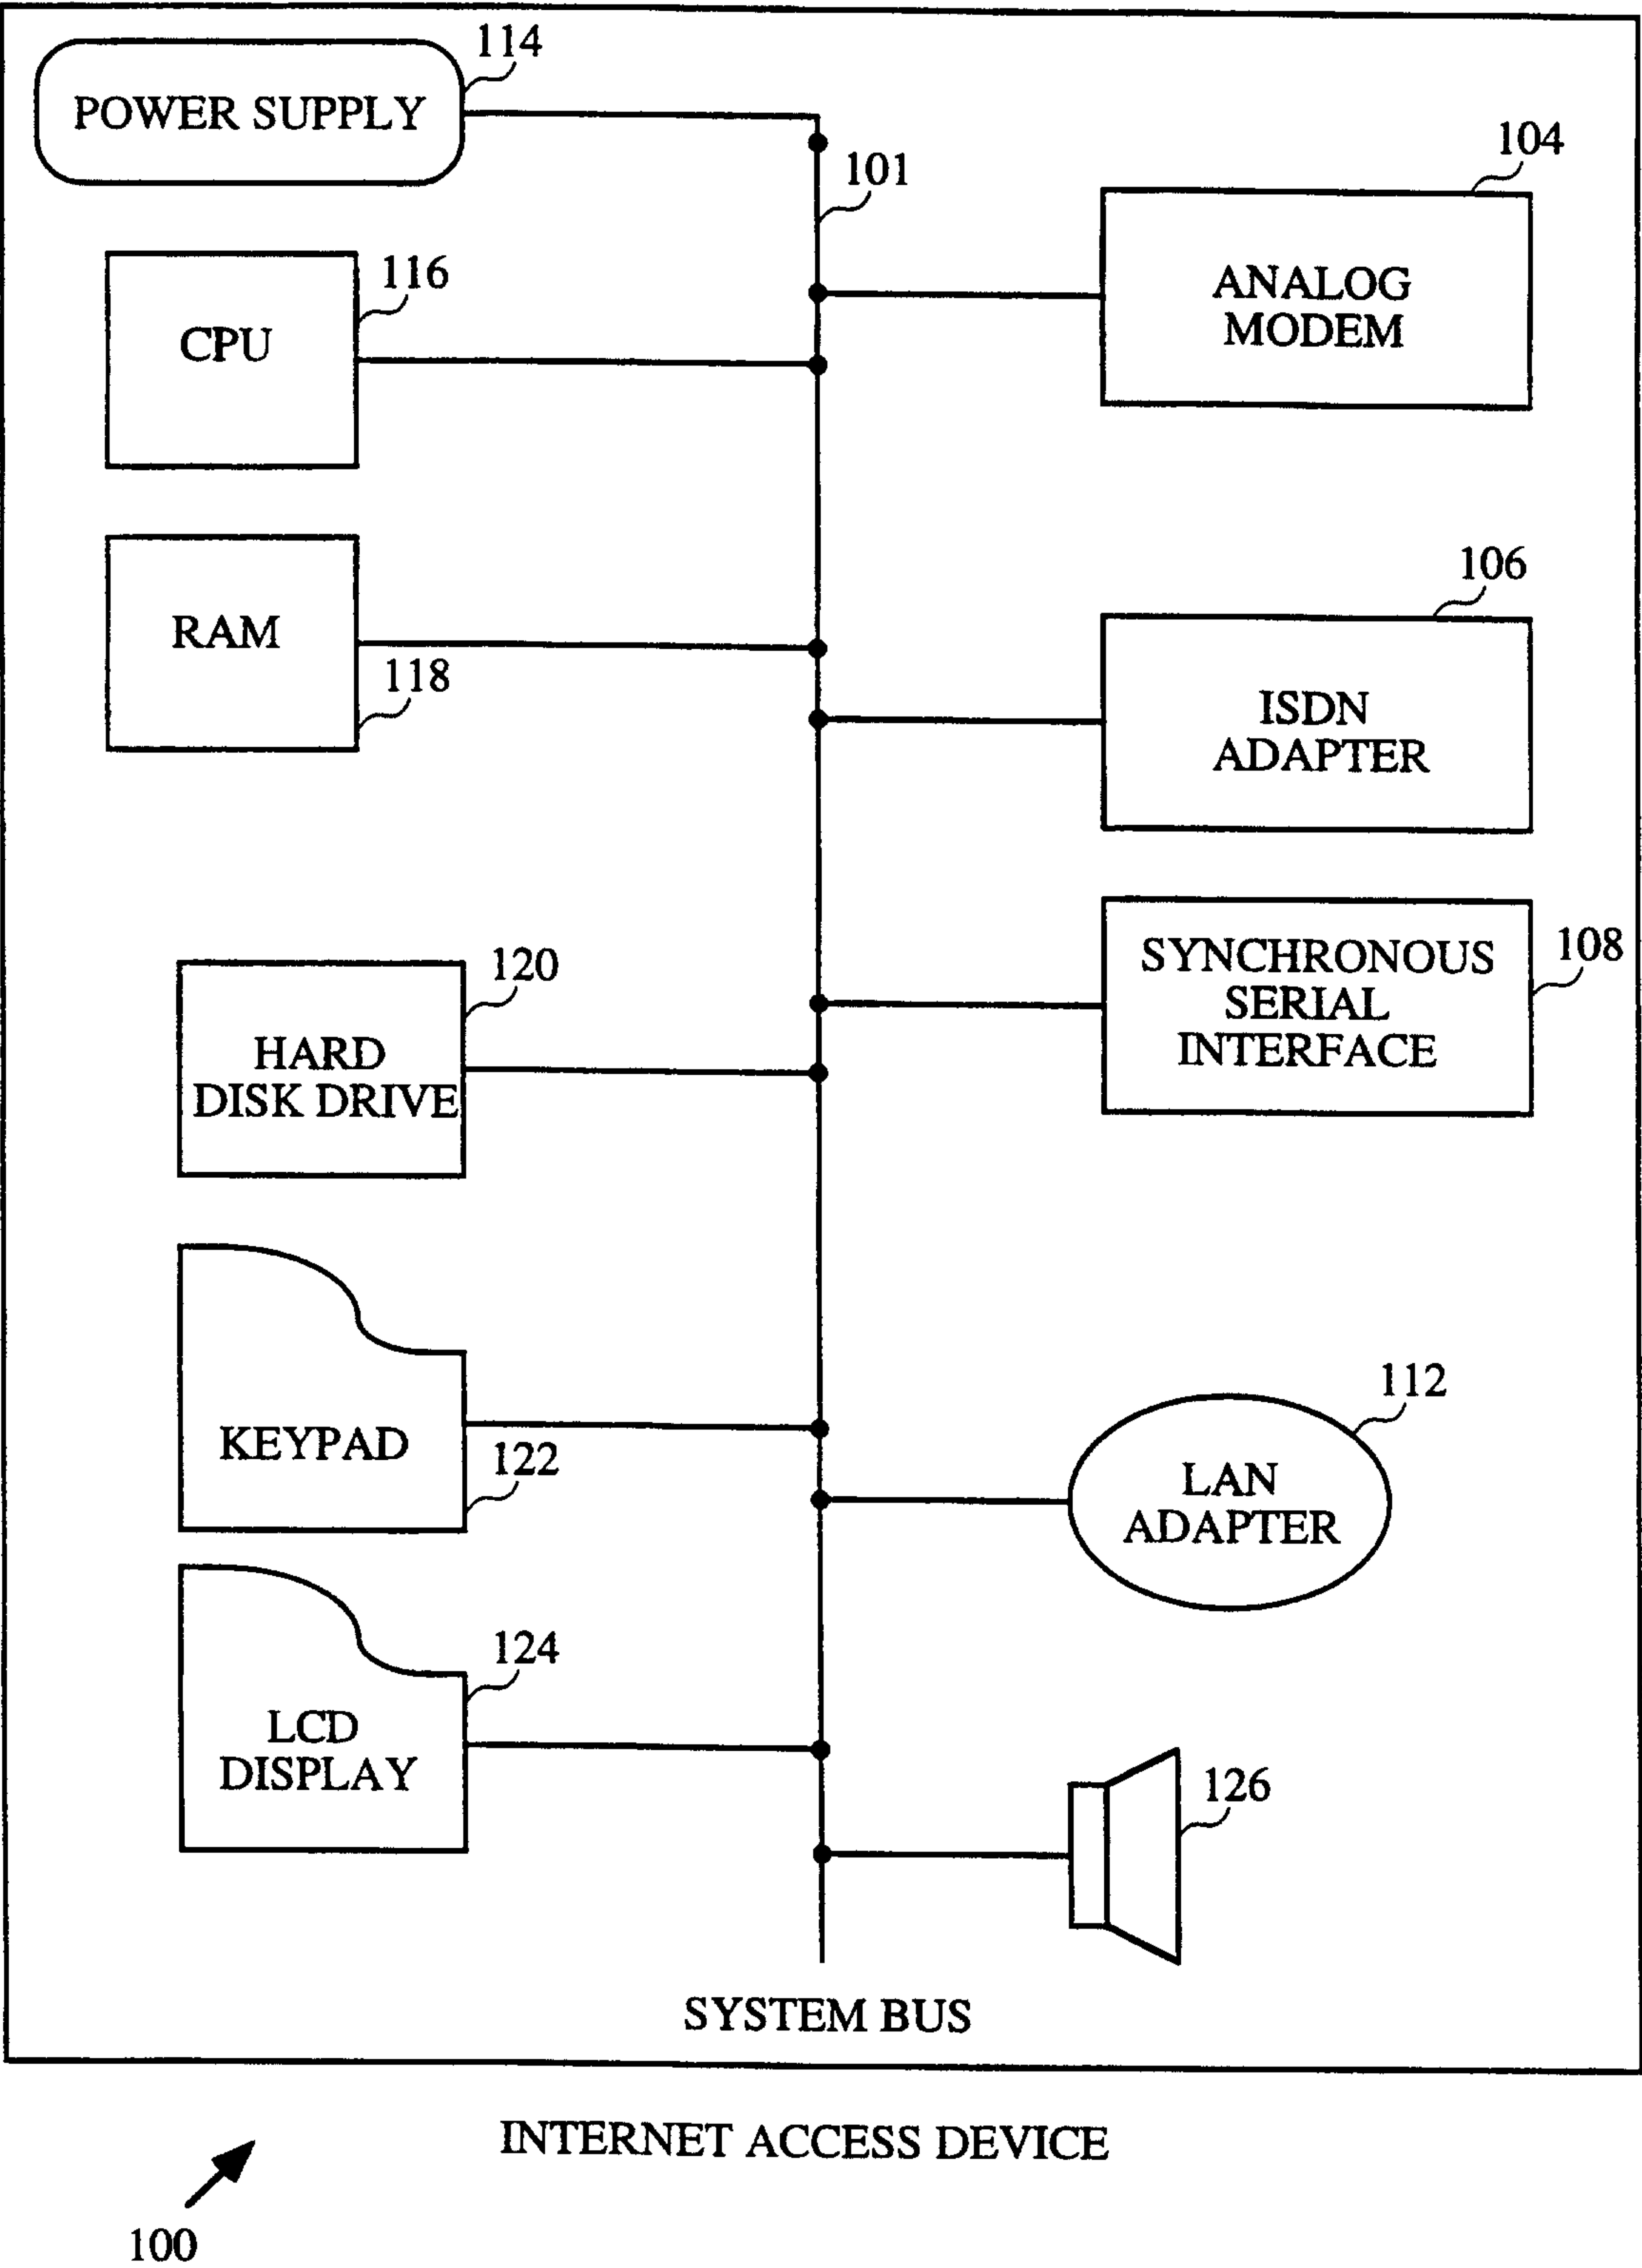 114
POWER SUPPLY
101
104
116
CPU
ANALOG
MODEM
106
RAM
118
ISDN
ADAPTER
120
HARD
DISK DRIVE
SYNCHRONOUS
SERIAL
INTERFACE
108
KEYPAD
122
112
LAN
ADAPTER
124
LCD
DISPLAY
126
SYSTEM BUS
INTERNET ACCESS DEVICE
100